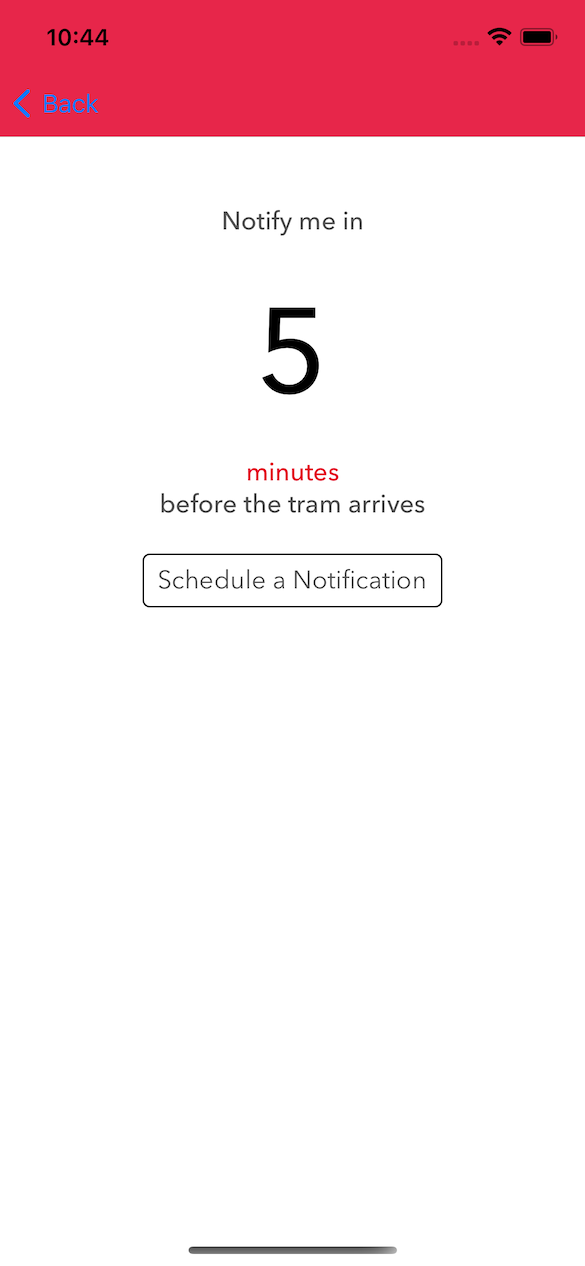 10:44
Back
Notify me in
5
minutes
before the tram arrives
Schedule a Notification